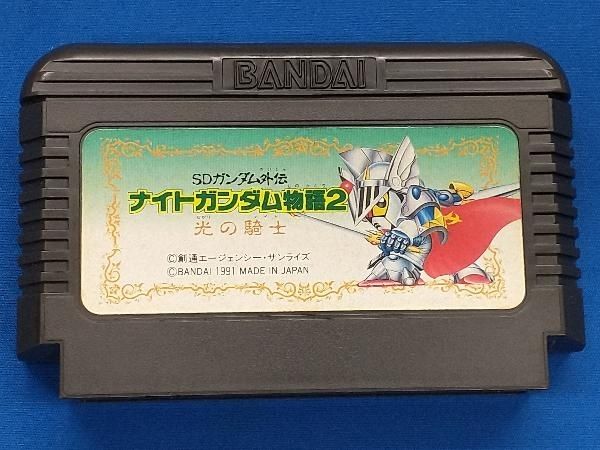 BANDAI
SDガンダム外伝
ナイトガンダム物語2
光の騎士
©創通エージェンシー・サンライズ
©BANDAI 1991 MADE IN JAPAN